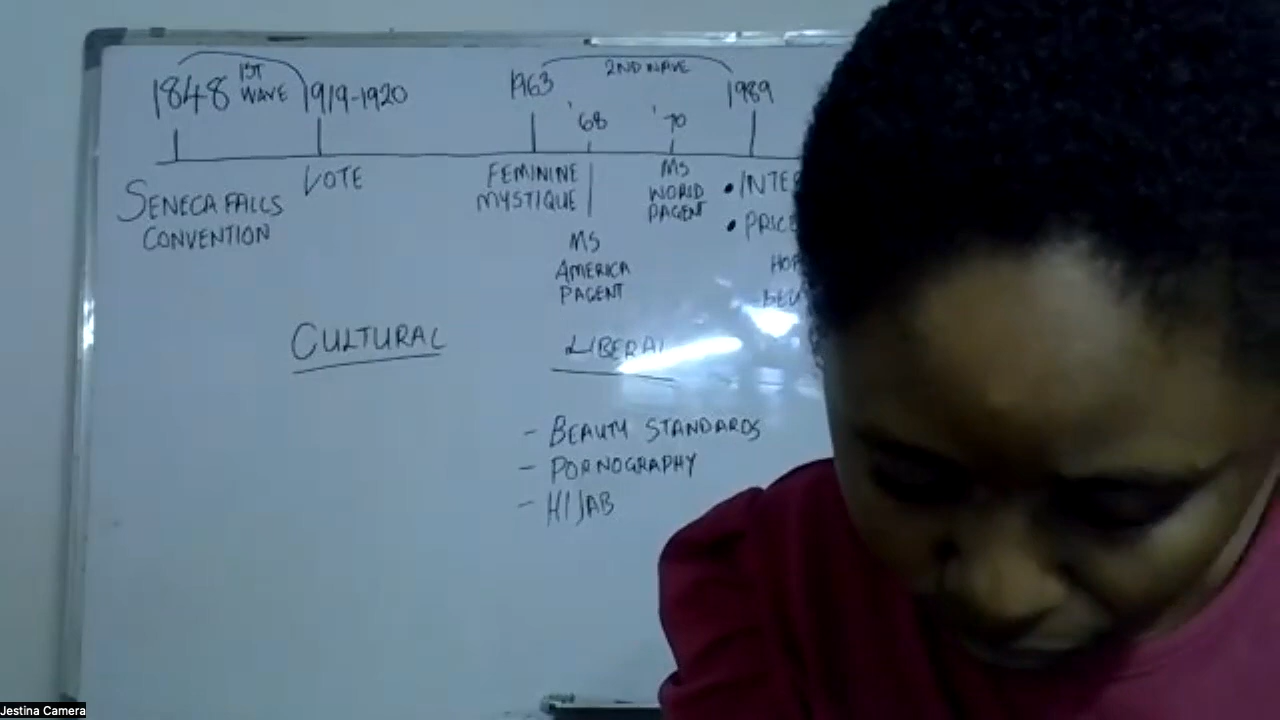 1848 1ST WAVE 1919-1920 1963 2ND WAVE 1989
'68 '70
SENECA FALLS
CONVENTION
VOTE
FEMININE
MYSTIQUE
MS
AMERICA
PAGENT
MS
WORLD
PAGENT
CULTURAL
LIBERAL
- BEAUTY STANDARDS
- PORNOGRAPHY
- HIJAB
Jestina Camera